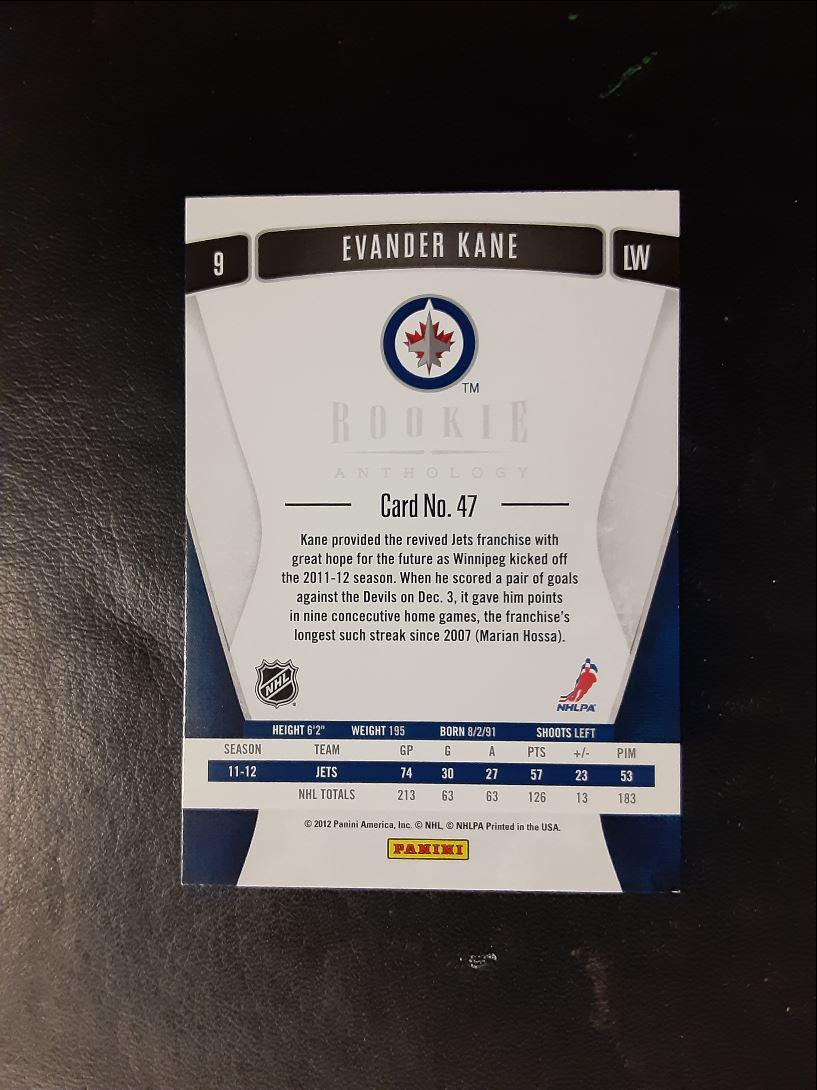 9 EVANDER KANE LW
TM
ROOKIE
ANTHOLOGY
Card No. 47
Kane provided the revived Jets franchise with
great hope for the future as Winnipeg kicked off
the 2011-12 season. When he scored a pair of goals
against the Devils on Dec. 3, it gave him points
in nine concecutive home games, the franchise's
longest such streak since 2007 (Marian Hossa).
NHL
NHLPA
HEIGHT 6'2" WEIGHT 195 BORN 8/2/91 SHOOTS LEFT
SEASON TEAM GP G A PTS +/- PIM
11-12 JETS 74 30 27 57 23 53
NHL TOTALS 213 63 63 126 13 183
© 2012 Panini America, Inc. © NHL, © NHLPA Printed in the USA.
PANINI